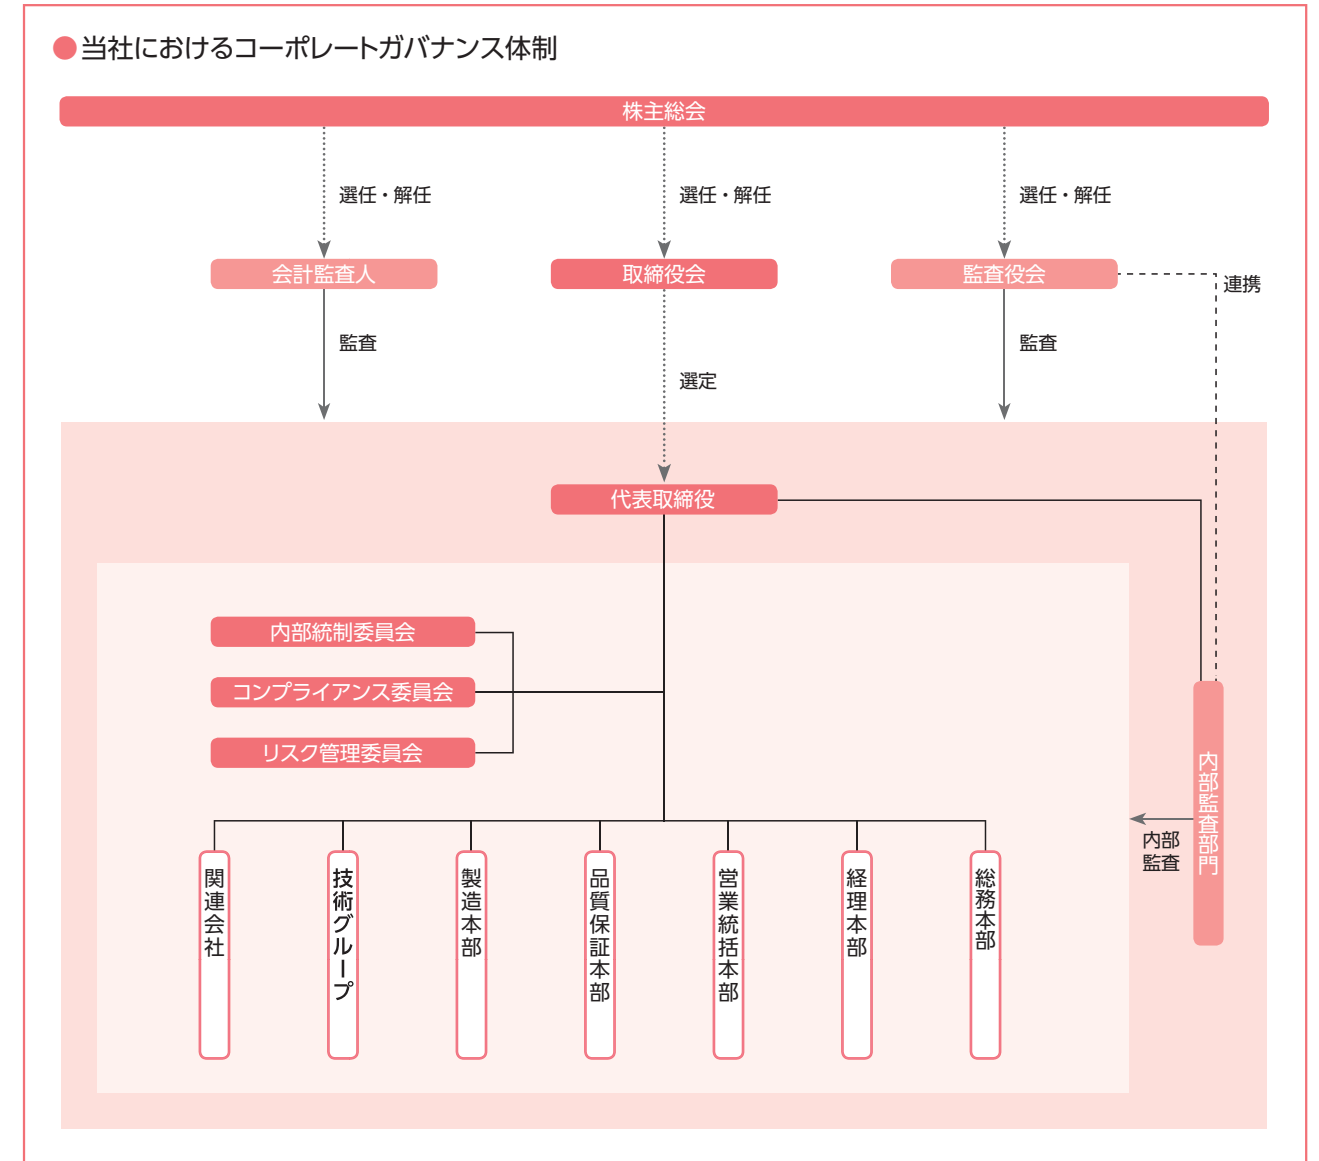 ●当社におけるコーポレートガバナンス体制
株主総会
選任・解任
選任・解任
選任・解任
会計監査人
取締役会
監査役会
連携
監査
選定
監査
代表取締役
内部統制委員会
コンプライアンス委員会
リスク管理委員会
内部監査部門
内部
監査
関連会社
技術グループ
製造本部
品質保証本部
営業統括本部
経理本部
総務本部